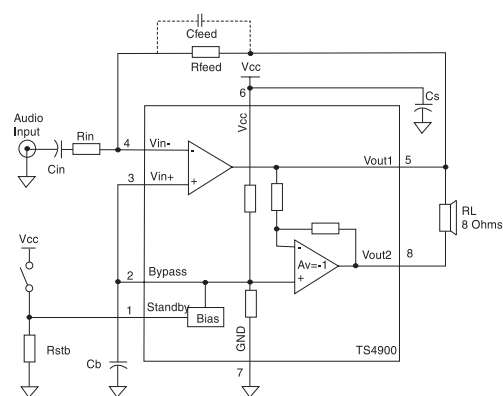 Cfeed
Rfeed
Vcc
6
Vcc
Cs
Audio
Input
Rin
4
Vin-
-
Vout1
5
Cin
3
Vin+
+
RL
8 Ohms
Vcc
-
Av=-1
Vout2
8
2
Bypass
+
1
Standby
Bias
Rstb
Cb
GND
TS4900
7